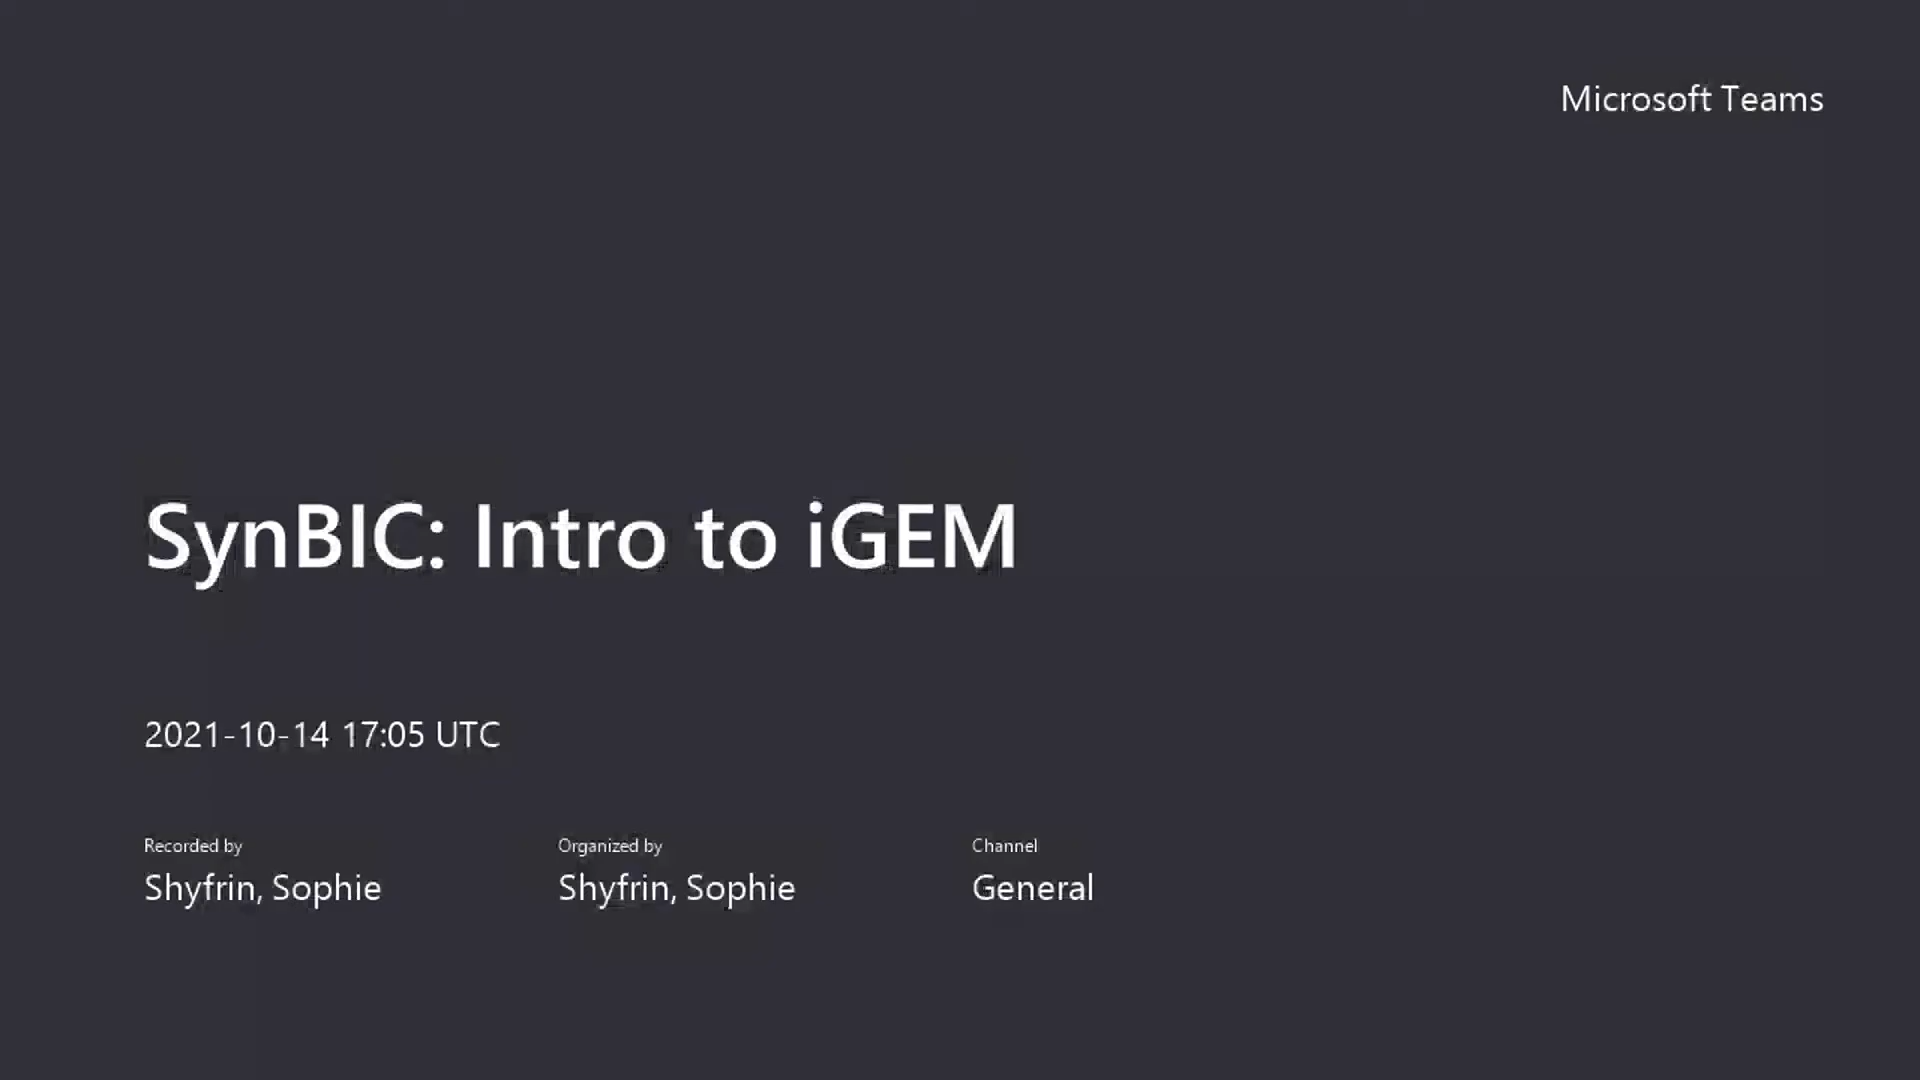 Microsoft Teams
SynBIC: Intro to iGEM
2021-10-14 17:05 UTC
Recorded by
Shyfrin, Sophie
Organized by
Shyfrin, Sophie
Channel
General